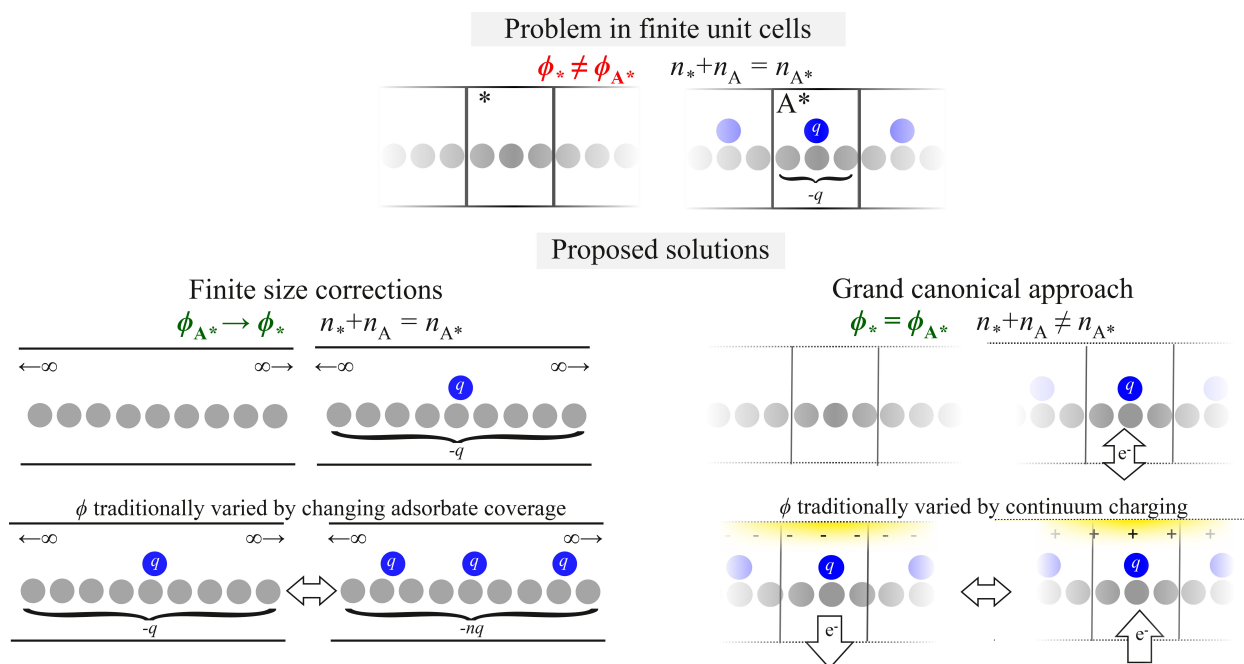 Problem in finite unit cells
ϕ* ≠ ϕA* n*+nA = nA*
* A*
q
-q
Proposed solutions
Finite size corrections
ϕA* → ϕ* n*+nA = nA*
←∞ ∞→ ←∞ ∞→
q
-q
ϕ traditionally varied by changing adsorbate coverage
←∞ ∞→ ←∞ ∞→
q q q q
-q -nq
Grand canonical approach
ϕ* = ϕA* n*+nA ≠ nA*
q
e-
ϕ traditionally varied by continuum charging
- - - - - + + + + +
q q
e- e-